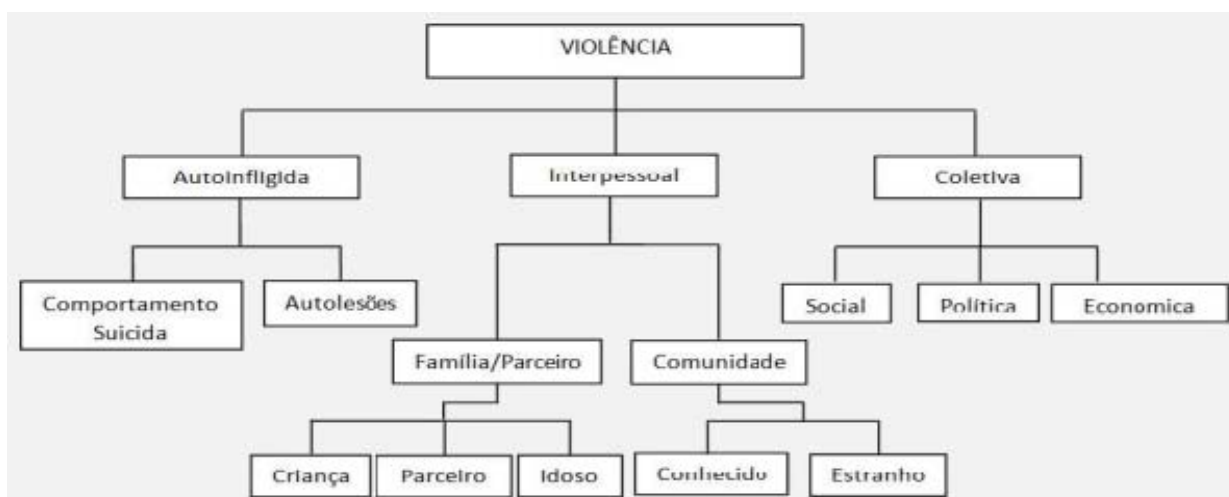 VIOLÊNCIA
Autoinfligida
Interpessoal
Coletiva
Comportamento
Suicida
Autolesões
Social
Política
Economica
Família/Parceiro
Comunidade
Criança
Parceiro
Idoso
Conhecido
Estranho